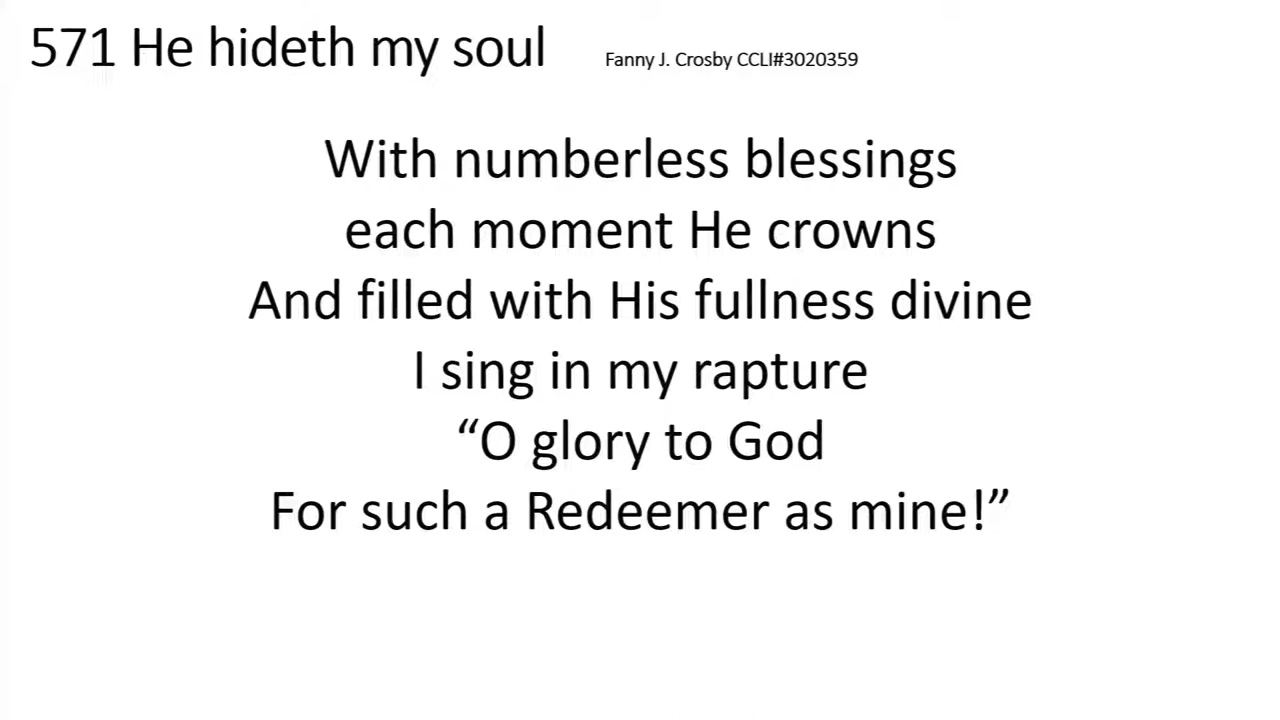 571 He hideth my soul Fanny J. Crosby CCLI#3020359
With numberless blessings
each moment He crowns
And filled with His fullness divine
I sing in my rapture
“O glory to God
For such a Redeemer as mine!”